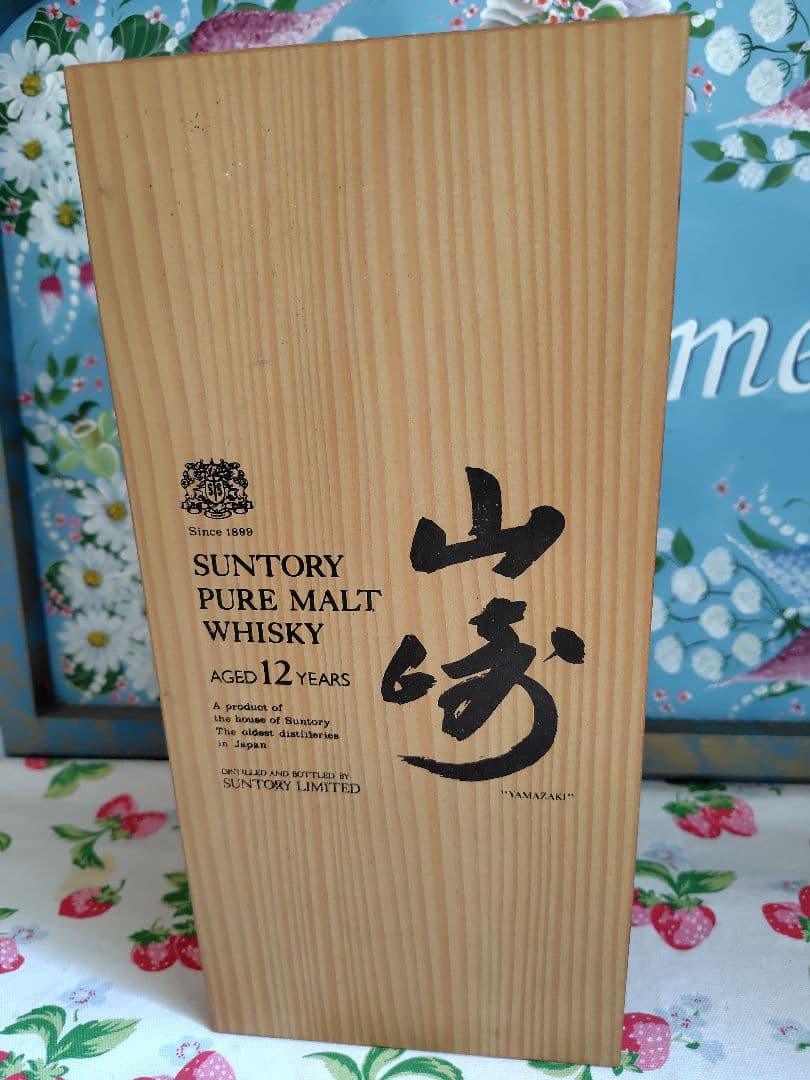 me
Since 1899
SUNTORY
PURE MALT
WHISKY
AGED 12 YEARS
A product of
the house of Suntory
The oldest distilleries
in Japan
DISTILLED AND BOTTLED BY
SUNTORY LIMITED
山崎
"YAMAZAKI"